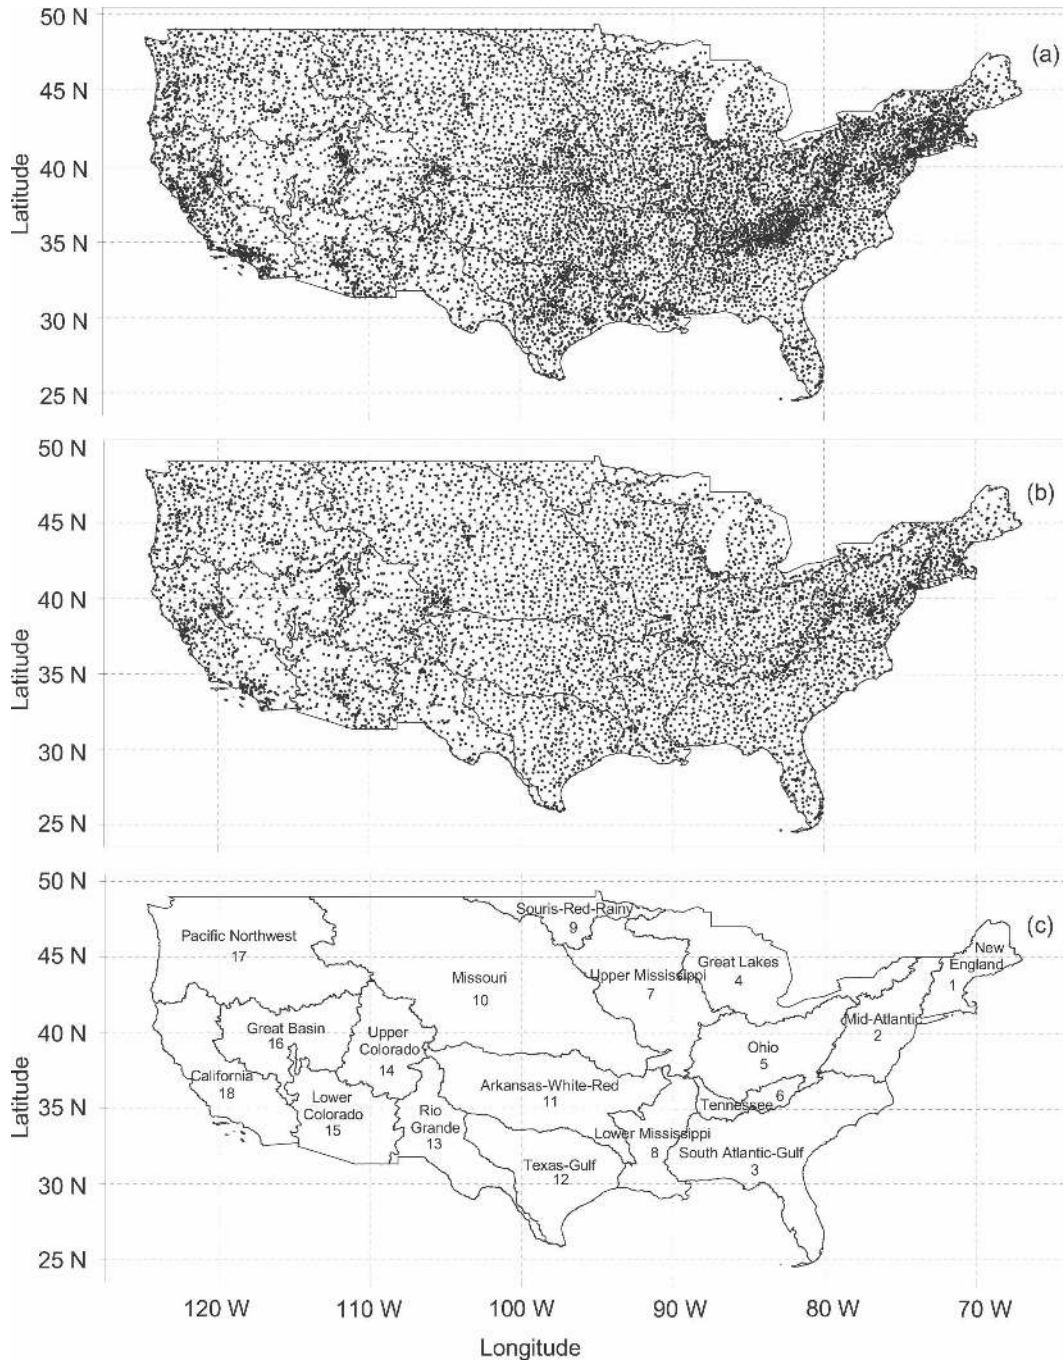 50 N
(a)
45 N
40 N
Latitude
35 N
30 N
25 N
50 N
(b)
45 N
40 N
Latitude
35 N
30 N
25 N
50 N
Souris-Red-Rainy
9
(c)
Pacific Northwest
17
45 N
New
England
1
Great Lakes
4
Missouri
10
Upper Mississippi
7
Mid-Atlantic
2
40 N
Great Basin
16
Upper
Colorado
14
Ohio
5
Latitude
California
18
Arkansas-White-Red
11
6
Tennessee
35 N
Lower
Colorado
15
Rio
Grande
13
Lower Mississippi
8
South Atlantic-Gulf
3
Texas-Gulf
12
30 N
25 N
120 W 110 W 100 W 90 W 80 W 70 W
Longitude